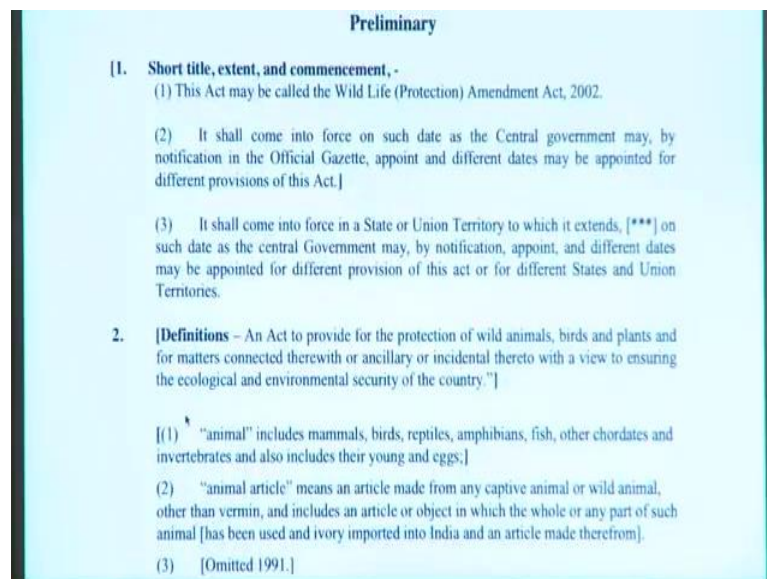 Preliminary
[1. Short title, extent, and commencement, -
(1) This Act may be called the Wild Life (Protection) Amendment Act, 2002.
(2) It shall come into force on such date as the Central government may, by
notification in the Official Gazette, appoint and different dates may be appointed for
different provisions of this Act.]
(3) It shall come into force in a State or Union Territory to which it extends, [***] on
such date as the central Government may, by notification, appoint, and different dates
may be appointed for different provision of this act or for different States and Union
Territories.
2. [Definitions – An Act to provide for the protection of wild animals, birds and plants and
for matters connected therewith or ancillary or incidental thereto with a view to ensuring
the ecological and environmental security of the country."]
[(1) "animal" includes mammals, birds, reptiles, amphibians, fish, other chordates and
invertebrates and also includes their young and eggs;]
(2) "animal article" means an article made from any captive animal or wild animal,
other than vermin, and includes an article or object in which the whole or any part of such
animal [has been used and ivory imported into India and an article made therefrom].
(3) [Omitted 1991.]